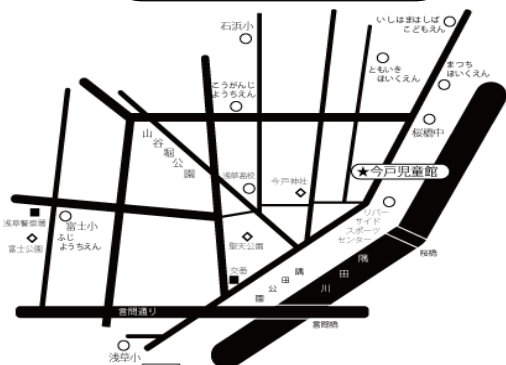 石浜小
いしはまはしば
こどもえん
ともいき
ほいくえん
まつち
ほいくえん
こうがんじ
ようちえん
桜橋中
山谷堀公園
浅草高校
今戸神社
★今戸児童館
リバー
サイド
スポーツ
センター
浅草警察署
富士公園
富士小
ふじ
ようちえん
聖天公園
交番
隅田公園
隅田川
桜橋
言問通り
言問橋
浅草小